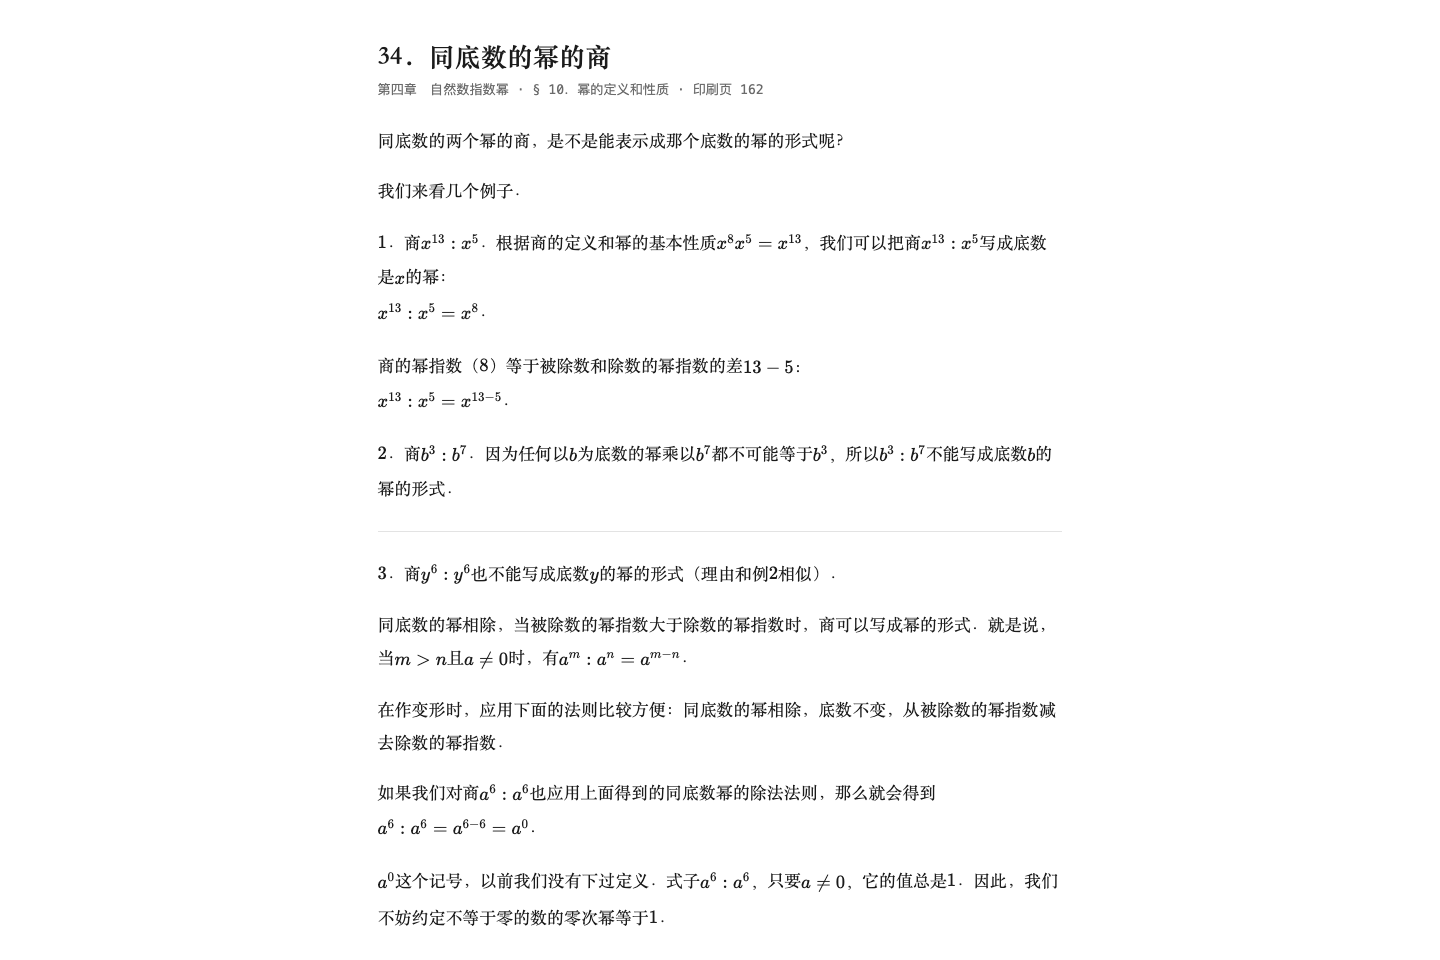 34．同底数的幂的商
第四章 自然数指数幂 · § 10. 幂的定义和性质 · 印刷页 162
同底数的两个幂的商，是不是能表示成那个底数的幂的形式呢？
我们来看几个例子．
1．商x¹³ : x⁵．根据商的定义和幂的基本性质x⁸x⁵ = x¹³，我们可以把商x¹³ : x⁵写成底数
是x的幂：
x¹³ : x⁵ = x⁸．
商的幂指数（8）等于被除数和除数的幂指数的差13 − 5：
x¹³ : x⁵ = x¹³⁻⁵．
2．商b³ : b⁷．因为任何以b为底数的幂乘以b⁷都不可能等于b³，所以b³ : b⁷不能写成底数b的
幂的形式．
3．商y⁶ : y⁶也不能写成底数y的幂的形式（理由和例2相似）．
同底数的幂相除，当被除数的幂指数大于除数的幂指数时，商可以写成幂的形式．就是说，
当m > n且a ≠ 0时，有aᵐ : aⁿ = aᵐ⁻ⁿ．
在作变形时，应用下面的法则比较方便：同底数的幂相除，底数不变，从被除数的幂指数减
去除数的幂指数．
如果我们对商a⁶ : a⁶也应用上面得到的同底数幂的除法法则，那么就会得到
a⁶ : a⁶ = a⁶⁻⁶ = a⁰．
a⁰这个记号，以前我们没有下过定义．式子a⁶ : a⁶，只要a ≠ 0，它的值总是1．因此，我们
不妨约定不等于零的数的零次幂等于1．